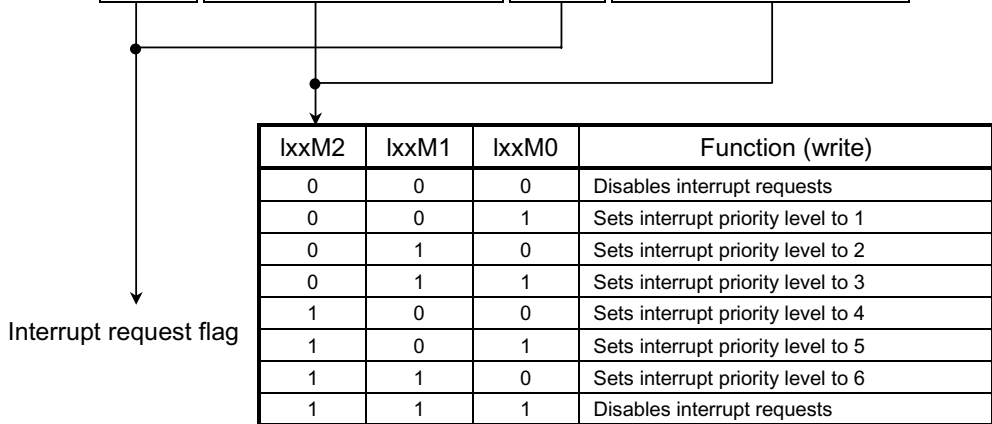 lxxM2 lxxM1 lxxM0 Function (write)
0 0 0 Disables interrupt requests
0 0 1 Sets interrupt priority level to 1
0 1 0 Sets interrupt priority level to 2
0 1 1 Sets interrupt priority level to 3
1 0 0 Sets interrupt priority level to 4
1 0 1 Sets interrupt priority level to 5
1 1 0 Sets interrupt priority level to 6
1 1 1 Disables interrupt requests
Interrupt request flag